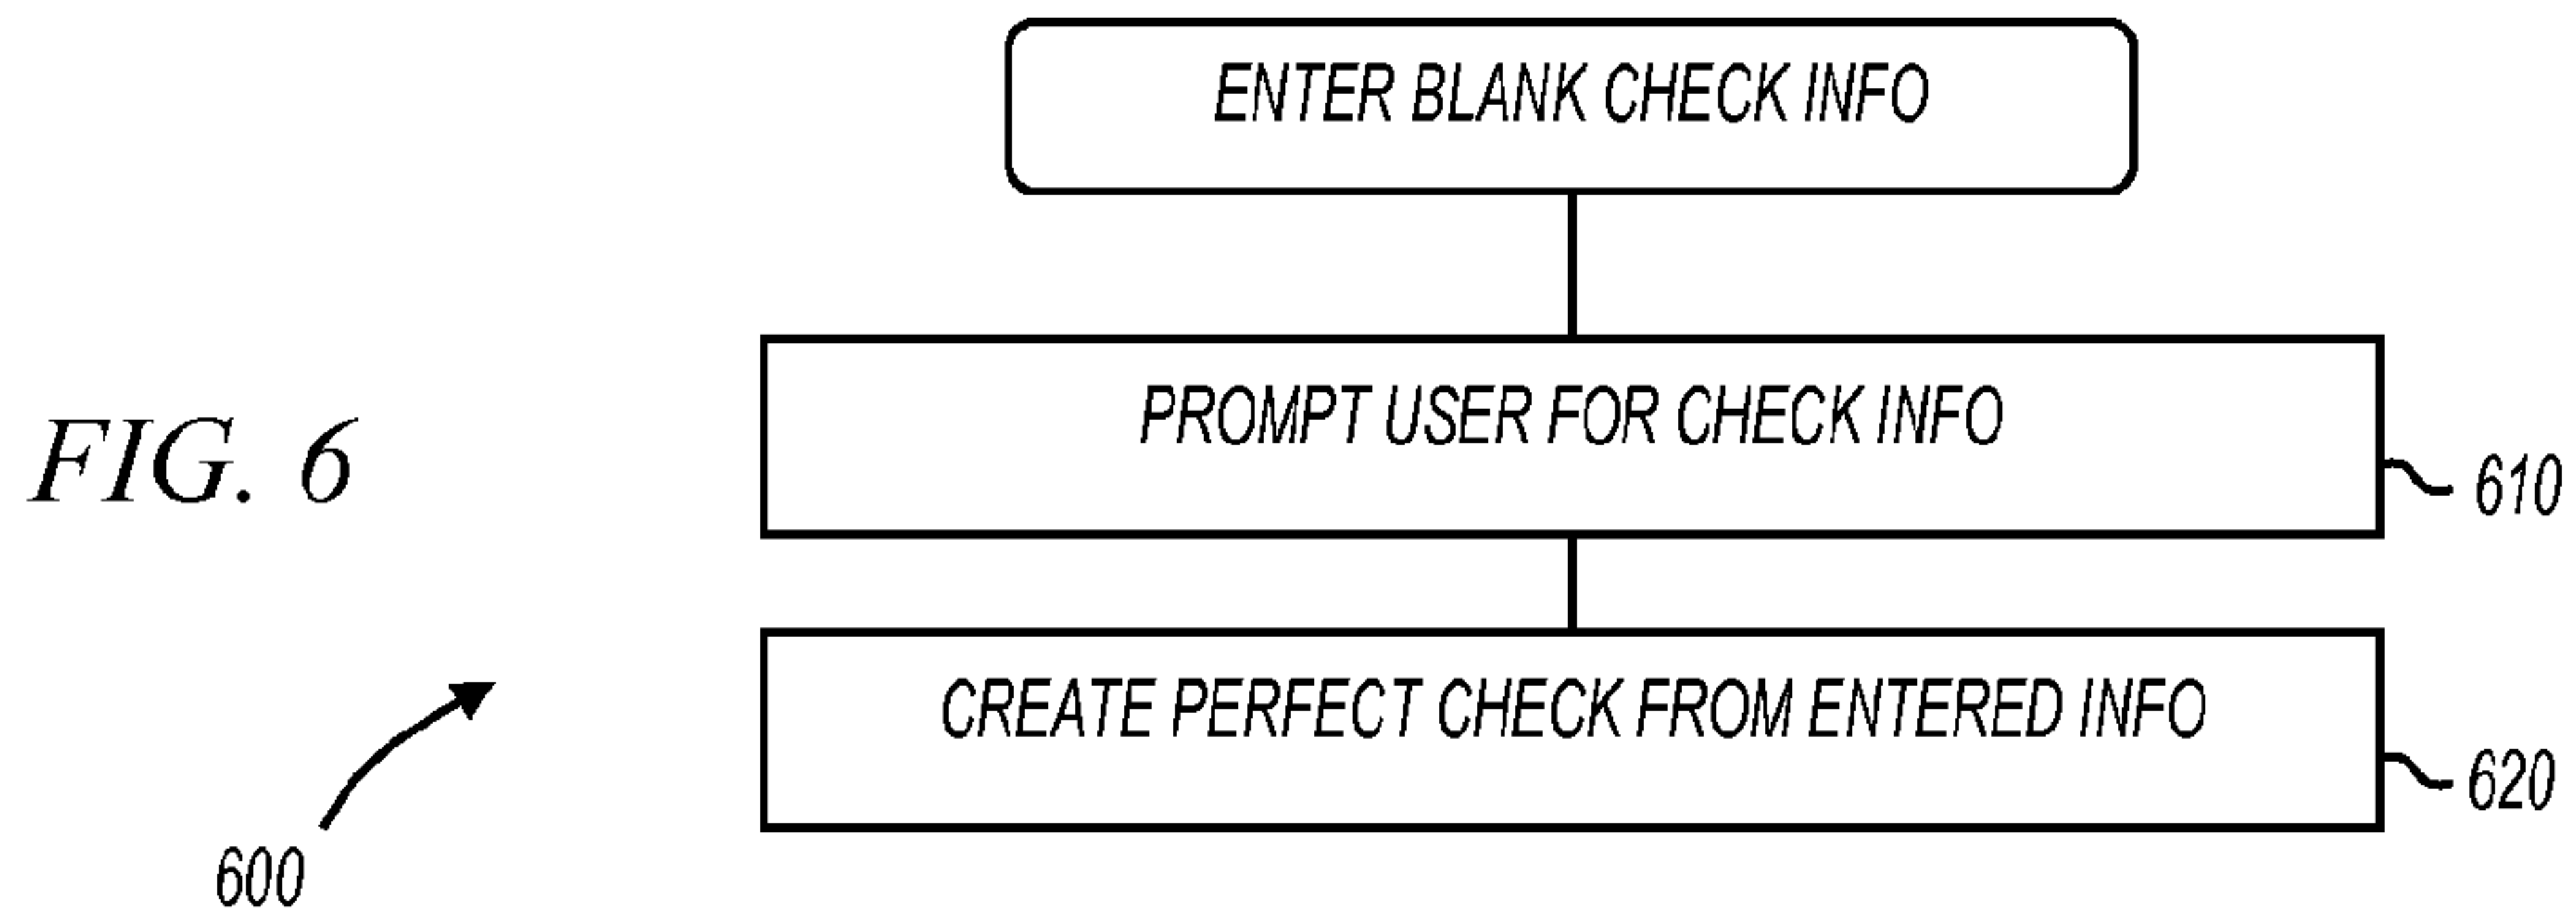 ENTER BLANK CHECK INFO
PROMPT USER FOR CHECK INFO
610
FIG. 6
CREATE PERFECT CHECK FROM ENTERED INFO
620
600